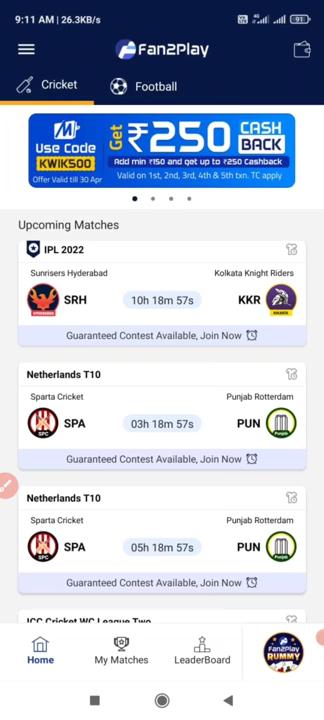 9:11 AM | 26.3KB/s
91
Fan2Play
Cricket
Football
Use Code
KWIK500
Offer Valid till 30 Apr
Get ₹250 CASH BACK
Add min ₹150 and get up to ₹250 Cashback
Valid on 1st, 2nd, 3rd, 4th & 5th txn. TC apply
Upcoming Matches
IPL 2022
Sunrisers Hyderabad
Kolkata Knight Riders
SRH
10h 18m 57s
KKR
Guaranteed Contest Available, Join Now
Netherlands T10
Sparta Cricket
Punjab Rotterdam
SPC
SPA
03h 18m 57s
PUN
Punjab
Guaranteed Contest Available, Join Now
Netherlands T10
Sparta Cricket
Punjab Rotterdam
SPC
SPA
05h 18m 57s
PUN
Punjab
Guaranteed Contest Available, Join Now
ICC Cricket WC League Two
Home
My Matches
LeaderBoard
Fan2Play
RUMMY